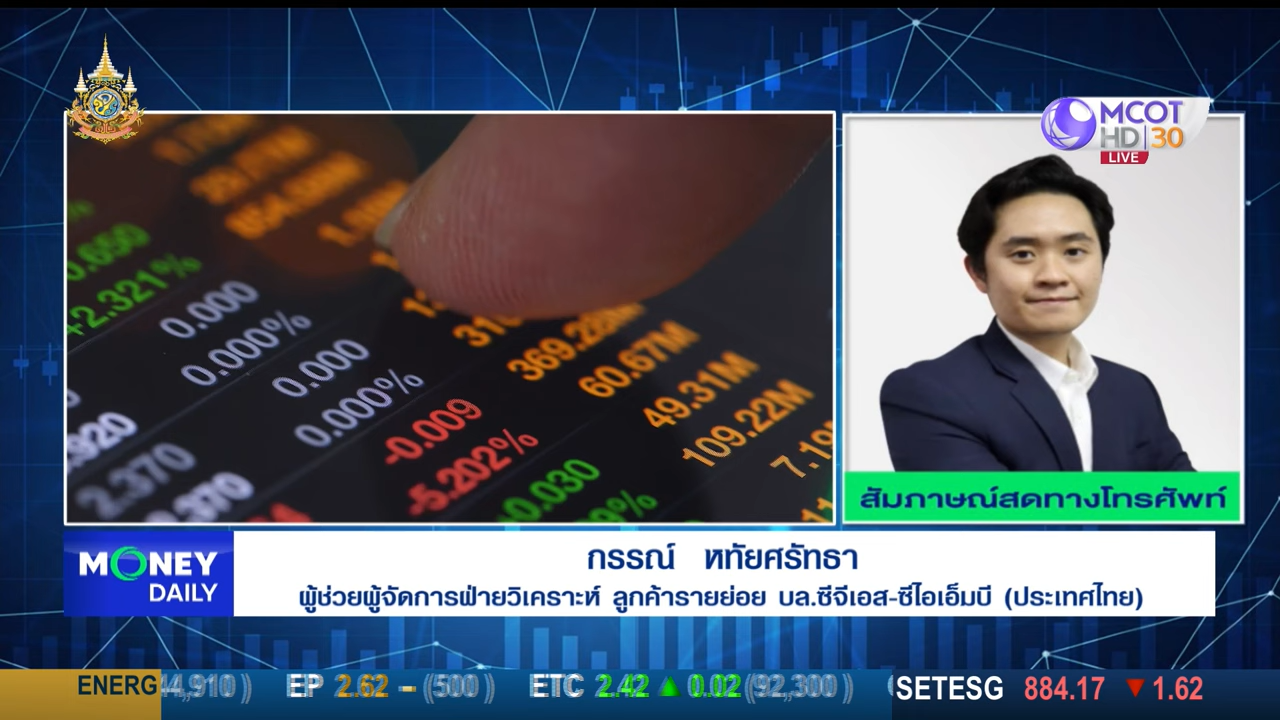 MCOT
HD 30
LIVE
0.650
+2.321%
0.000
0.000%
0.000
0.000%
2.370
-0.009
-5.202%
369.28M
60.67M
49.31M
109.22M
สัมภาษณ์สดทางโทรศัพท์
MONEY
DAILY
กรรณ์ หทัยศรัทธา
ผู้ช่วยผู้จัดการฝ่ายวิเคราะห์ ลูกค้ารายย่อย บล.ซีจีเอส-ซีไอเอ็มบี (ประเทศไทย)
ENERG 44,910) EP 2.62 – (500) ETC 2.42 ▲ 0.02 (92,300) SETESG 884.17 ▼ 1.62